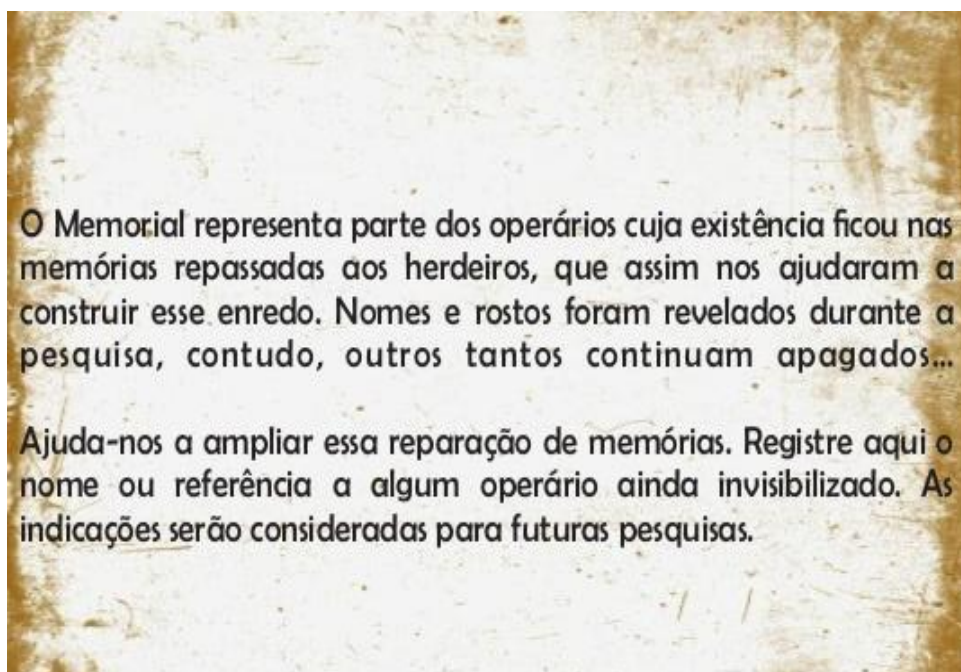 O Memorial representa parte dos operários cuja existência ficou nas
memórias repassadas aos herdeiros, que assim nos ajudaram a
construir esse enredo. Nomes e rostos foram revelados durante a
pesquisa, contudo, outros tantos continuam apagados...
Ajuda-nos a ampliar essa reparação de memórias. Registre aqui o
nome ou referência a algum operário ainda invisibilizado. As
indicações serão consideradas para futuras pesquisas.